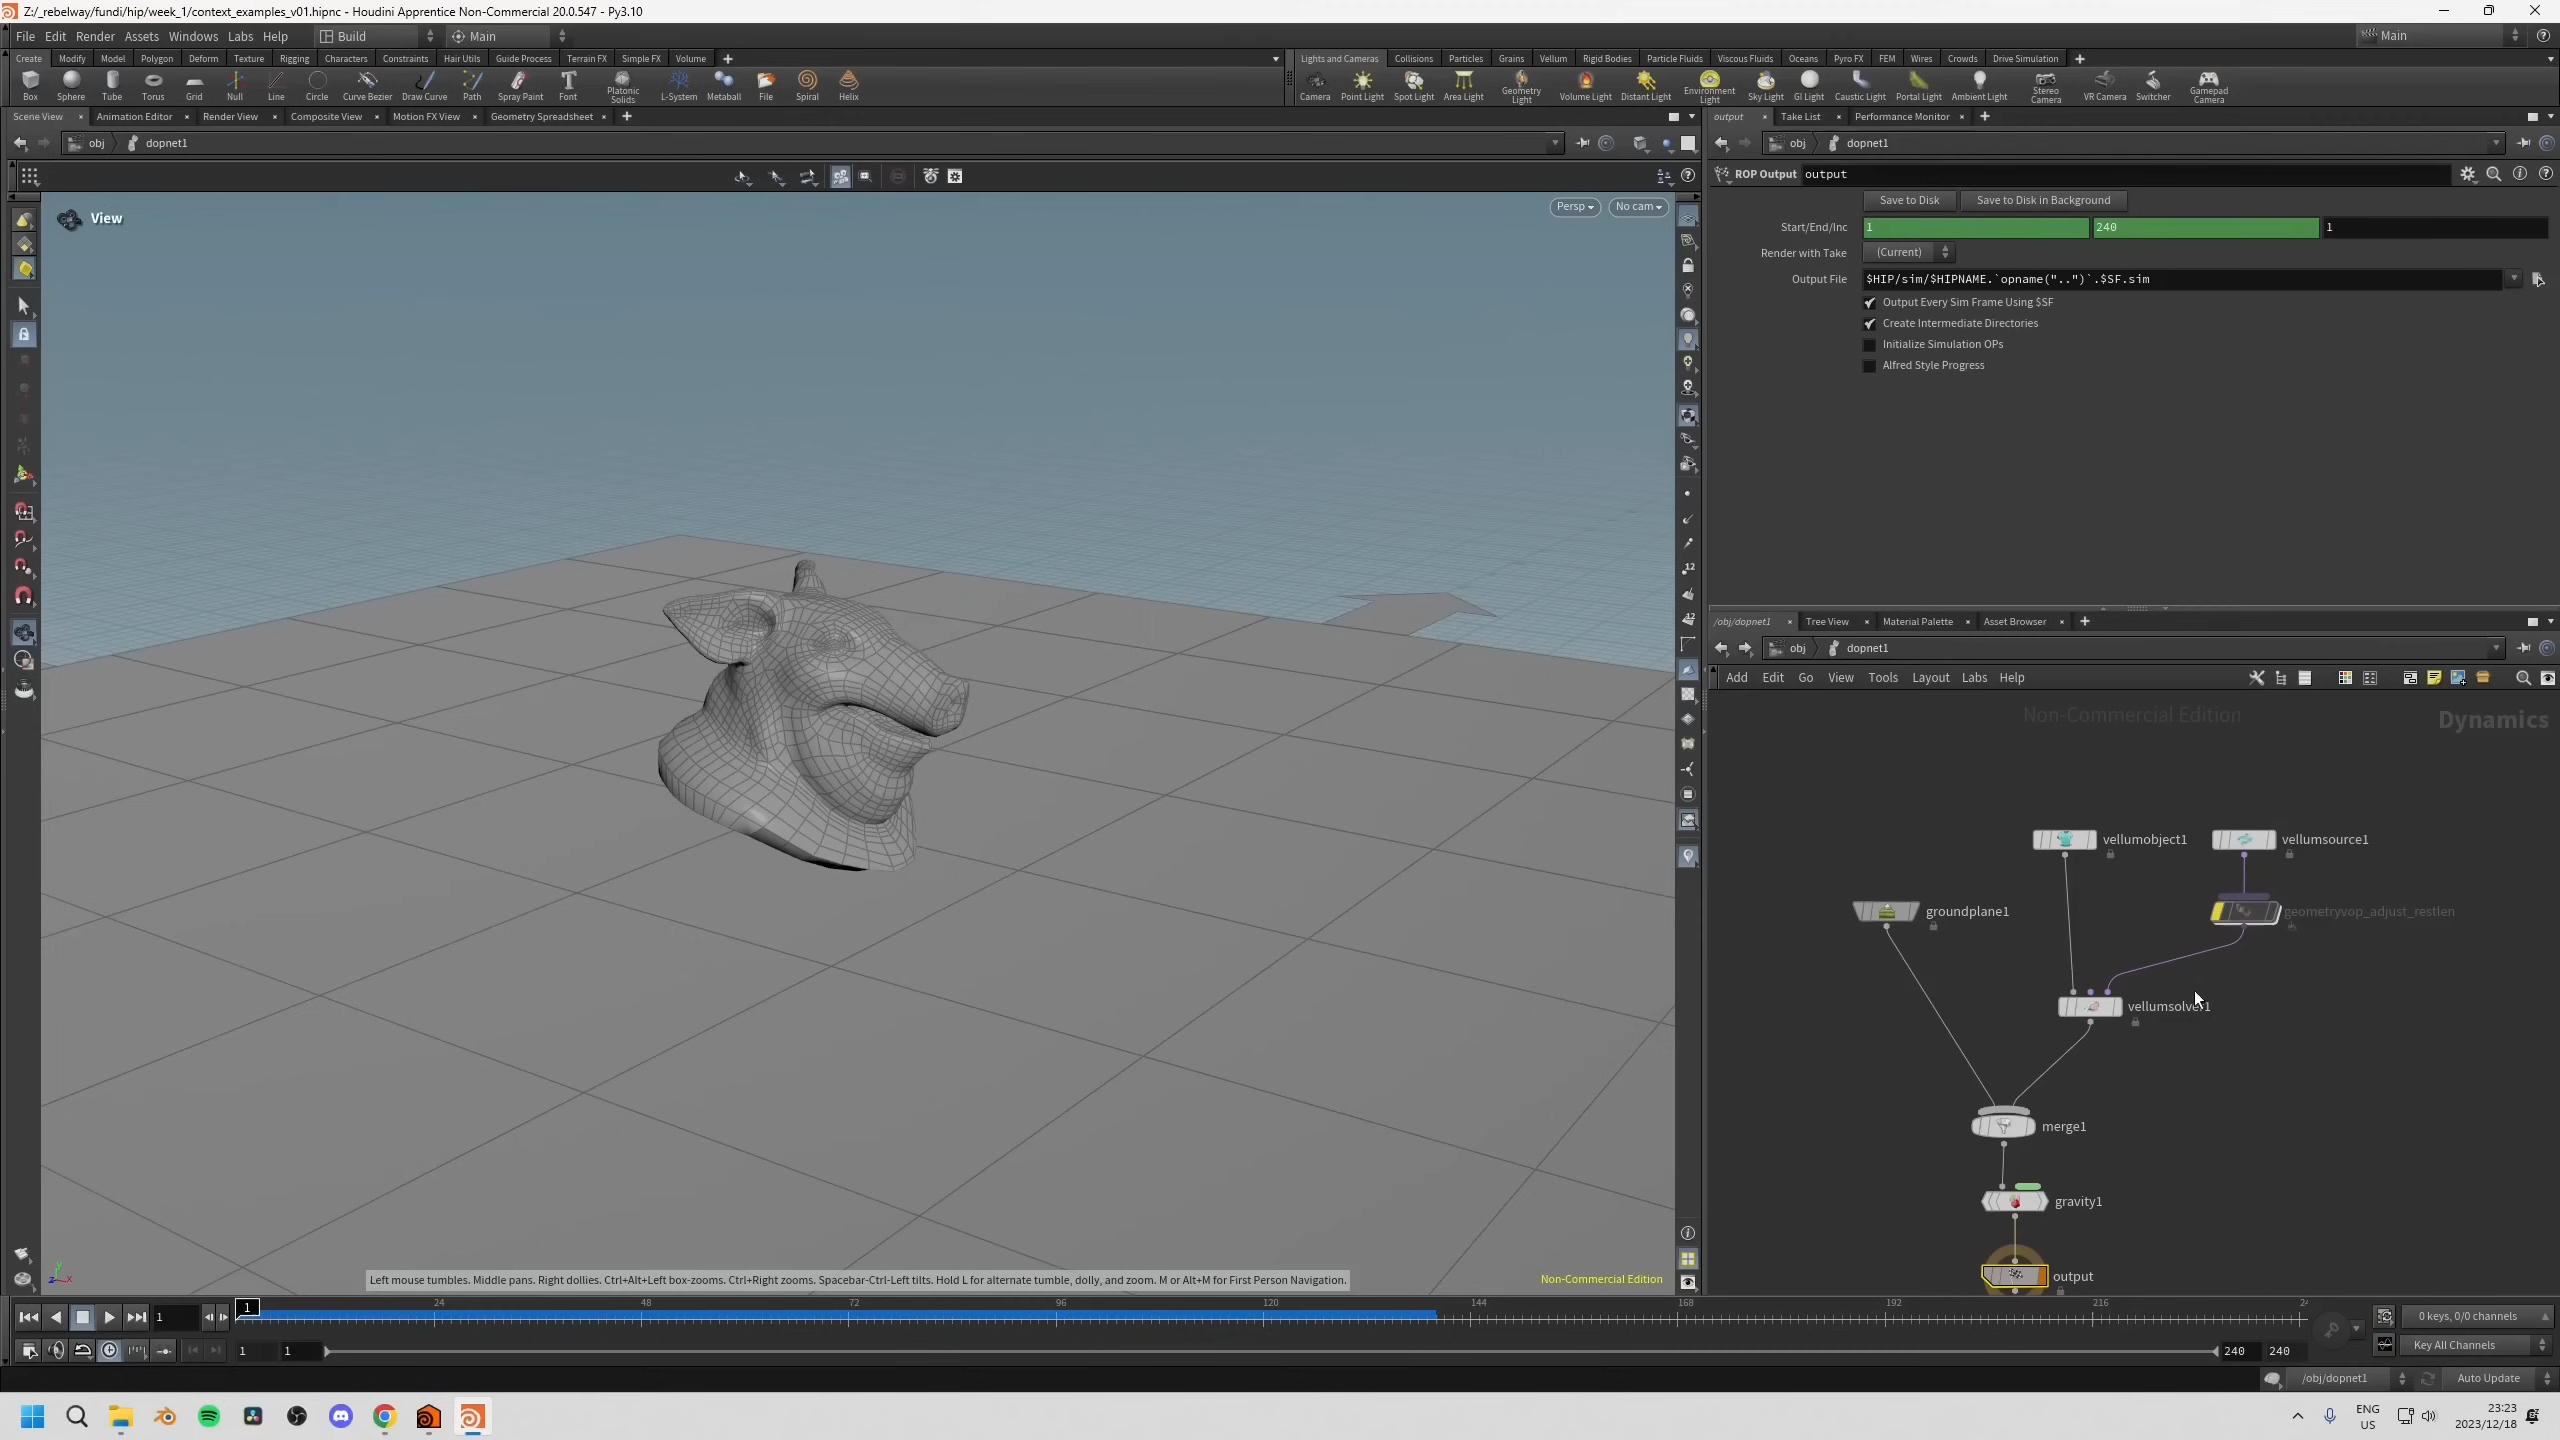 Z:/_rebelway/fundi/hip/week_1/context_examples_v01.hipnc - Houdini Apprentice Non-Commercial 20.0.547 - Py3.10
File Edit Render Assets Windows Labs Help Build Main Main
Create Modify Model Polygon Deform Texture Rigging Characters Constraints Hair Utils Guide Process Terrain FX Simple FX Volume
Lights and Cameras Collisions Particles Grains Vellum Rigid Bodies Particle Fluids Viscous Fluids Oceans Pyro FX FEM Wires Crowds Drive Simulation
Box Sphere Tube Torus Grid Null Line Circle Curve Bezier Draw Curve Path Spray Paint Font Platonic Solids L-System Metaball File Spiral Helix
Camera Point Light Spot Light Area Light Geometry Light Volume Light Distant Light Environment Light Sky Light GI Light Caustic Light Portal Light Ambient Light Stereo Camera VR Camera Switcher Gamepad Camera
Scene View Animation Editor Render View Composite View Motion FX View Geometry Spreadsheet
output Take List Performance Monitor
obj dopnet1
obj dopnet1
ROP Output output
View
Persp No cam
Save to Disk Save to Disk in Background
Start/End/Inc 1 240 1
Render with Take (Current)
Output File $HIP/sim/$HIPNAME.`opname("..")`.$SF.sim
Output Every Sim Frame Using $SF
Create Intermediate Directories
Initialize Simulation OPs
Alfred Style Progress
/obj/dopnet1 Tree View Material Palette Asset Browser
obj dopnet1
Add Edit Go View Tools Layout Labs Help
Non-Commercial Edition
Dynamics
vellumobject1
vellumsource1
groundplane1
geometryvop_adjust_restlen
merge1
gravity1
output
Left mouse tumbles. Middle pans. Right dollies. Ctrl+Alt+Left box-zooms. Ctrl+Right zooms. Spacebar-Ctrl-Left tilts. Hold L for alternate tumble, dolly, and zoom. M or Alt+M for First Person Navigation.
Non-Commercial Edition
1 1 24 48 72 96 120 144 168 192 216
0 keys, 0/0 channels
1 1 240 240
Key All Channels
/obj/dopnet1 Auto Update
ENG
US
23:23
2023/12/18